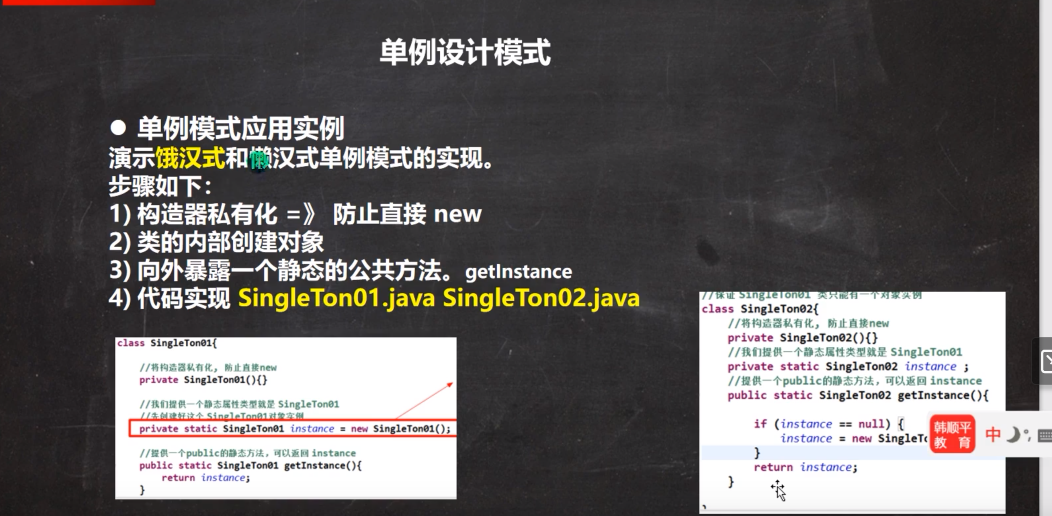 单例设计模式
● 单例模式应用实例
演示饿汉式和懒汉式单例模式的实现。
步骤如下：
1) 构造器私有化 =》 防止直接 new
2) 类的内部创建对象
3) 向外暴露一个静态的公共方法。getInstance
4) 代码实现 SingleTon01.java SingleTon02.java
class SingleTon01{
//将构造器私有化, 防止直接new
private SingleTon01(){}
//我们提供一个静态属性类型就是 SingleTon01
//先创建好这个 SingleTon01对象实例
private static SingleTon01 instance = new SingleTon01();
//提供一个public的静态方法，可以返回 instance
public static SingleTon01 getInstance(){
return instance;
}
//保证 SingleTon01 类只能有一个对象实例
class SingleTon02{
//将构造器私有化, 防止直接new
private SingleTon02(){}
//我们提供一个静态属性类型就是 SingleTon01
private static SingleTon02 instance ;
//提供一个public的静态方法，可以返回 instance
public static SingleTon02 getInstance(){
if (instance == null) {
instance = new SingleTo
}
return instance;
}
韩顺平
教 育
中